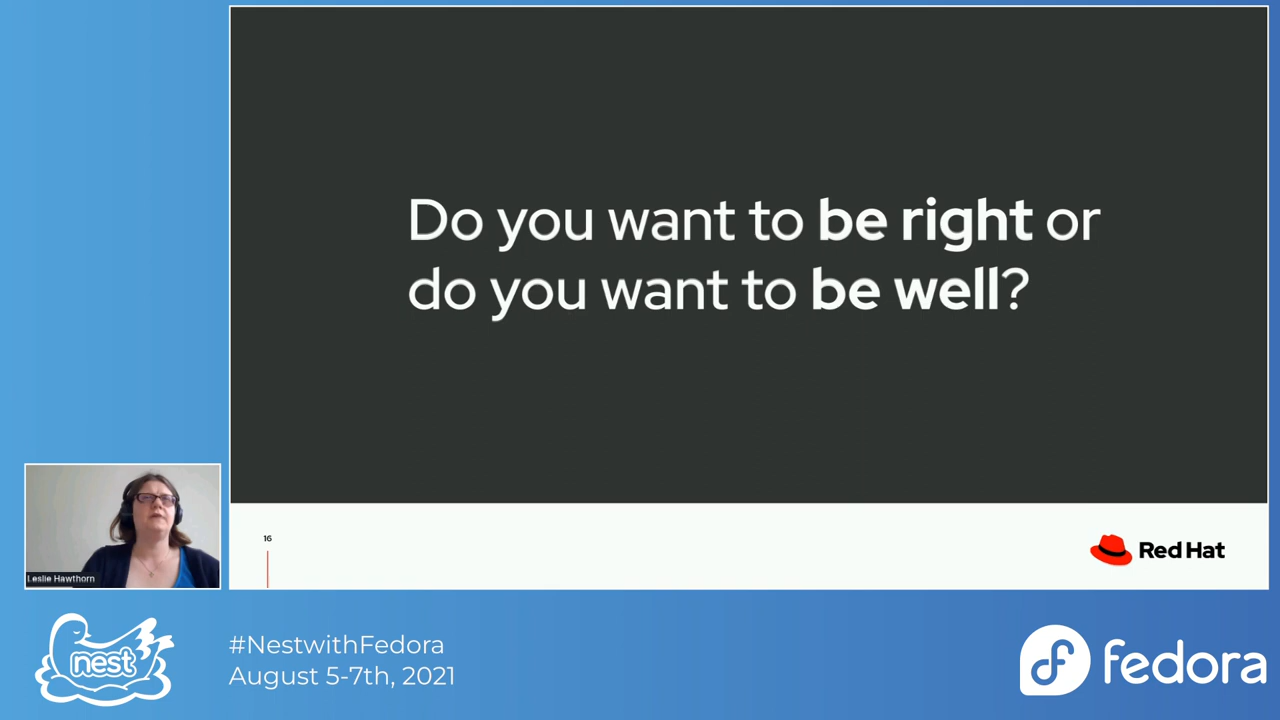 Do you want to be right or
do you want to be well?
16
Red Hat
Leslie Hawthorn
nest
#NestwithFedora
August 5-7th, 2021
fedora